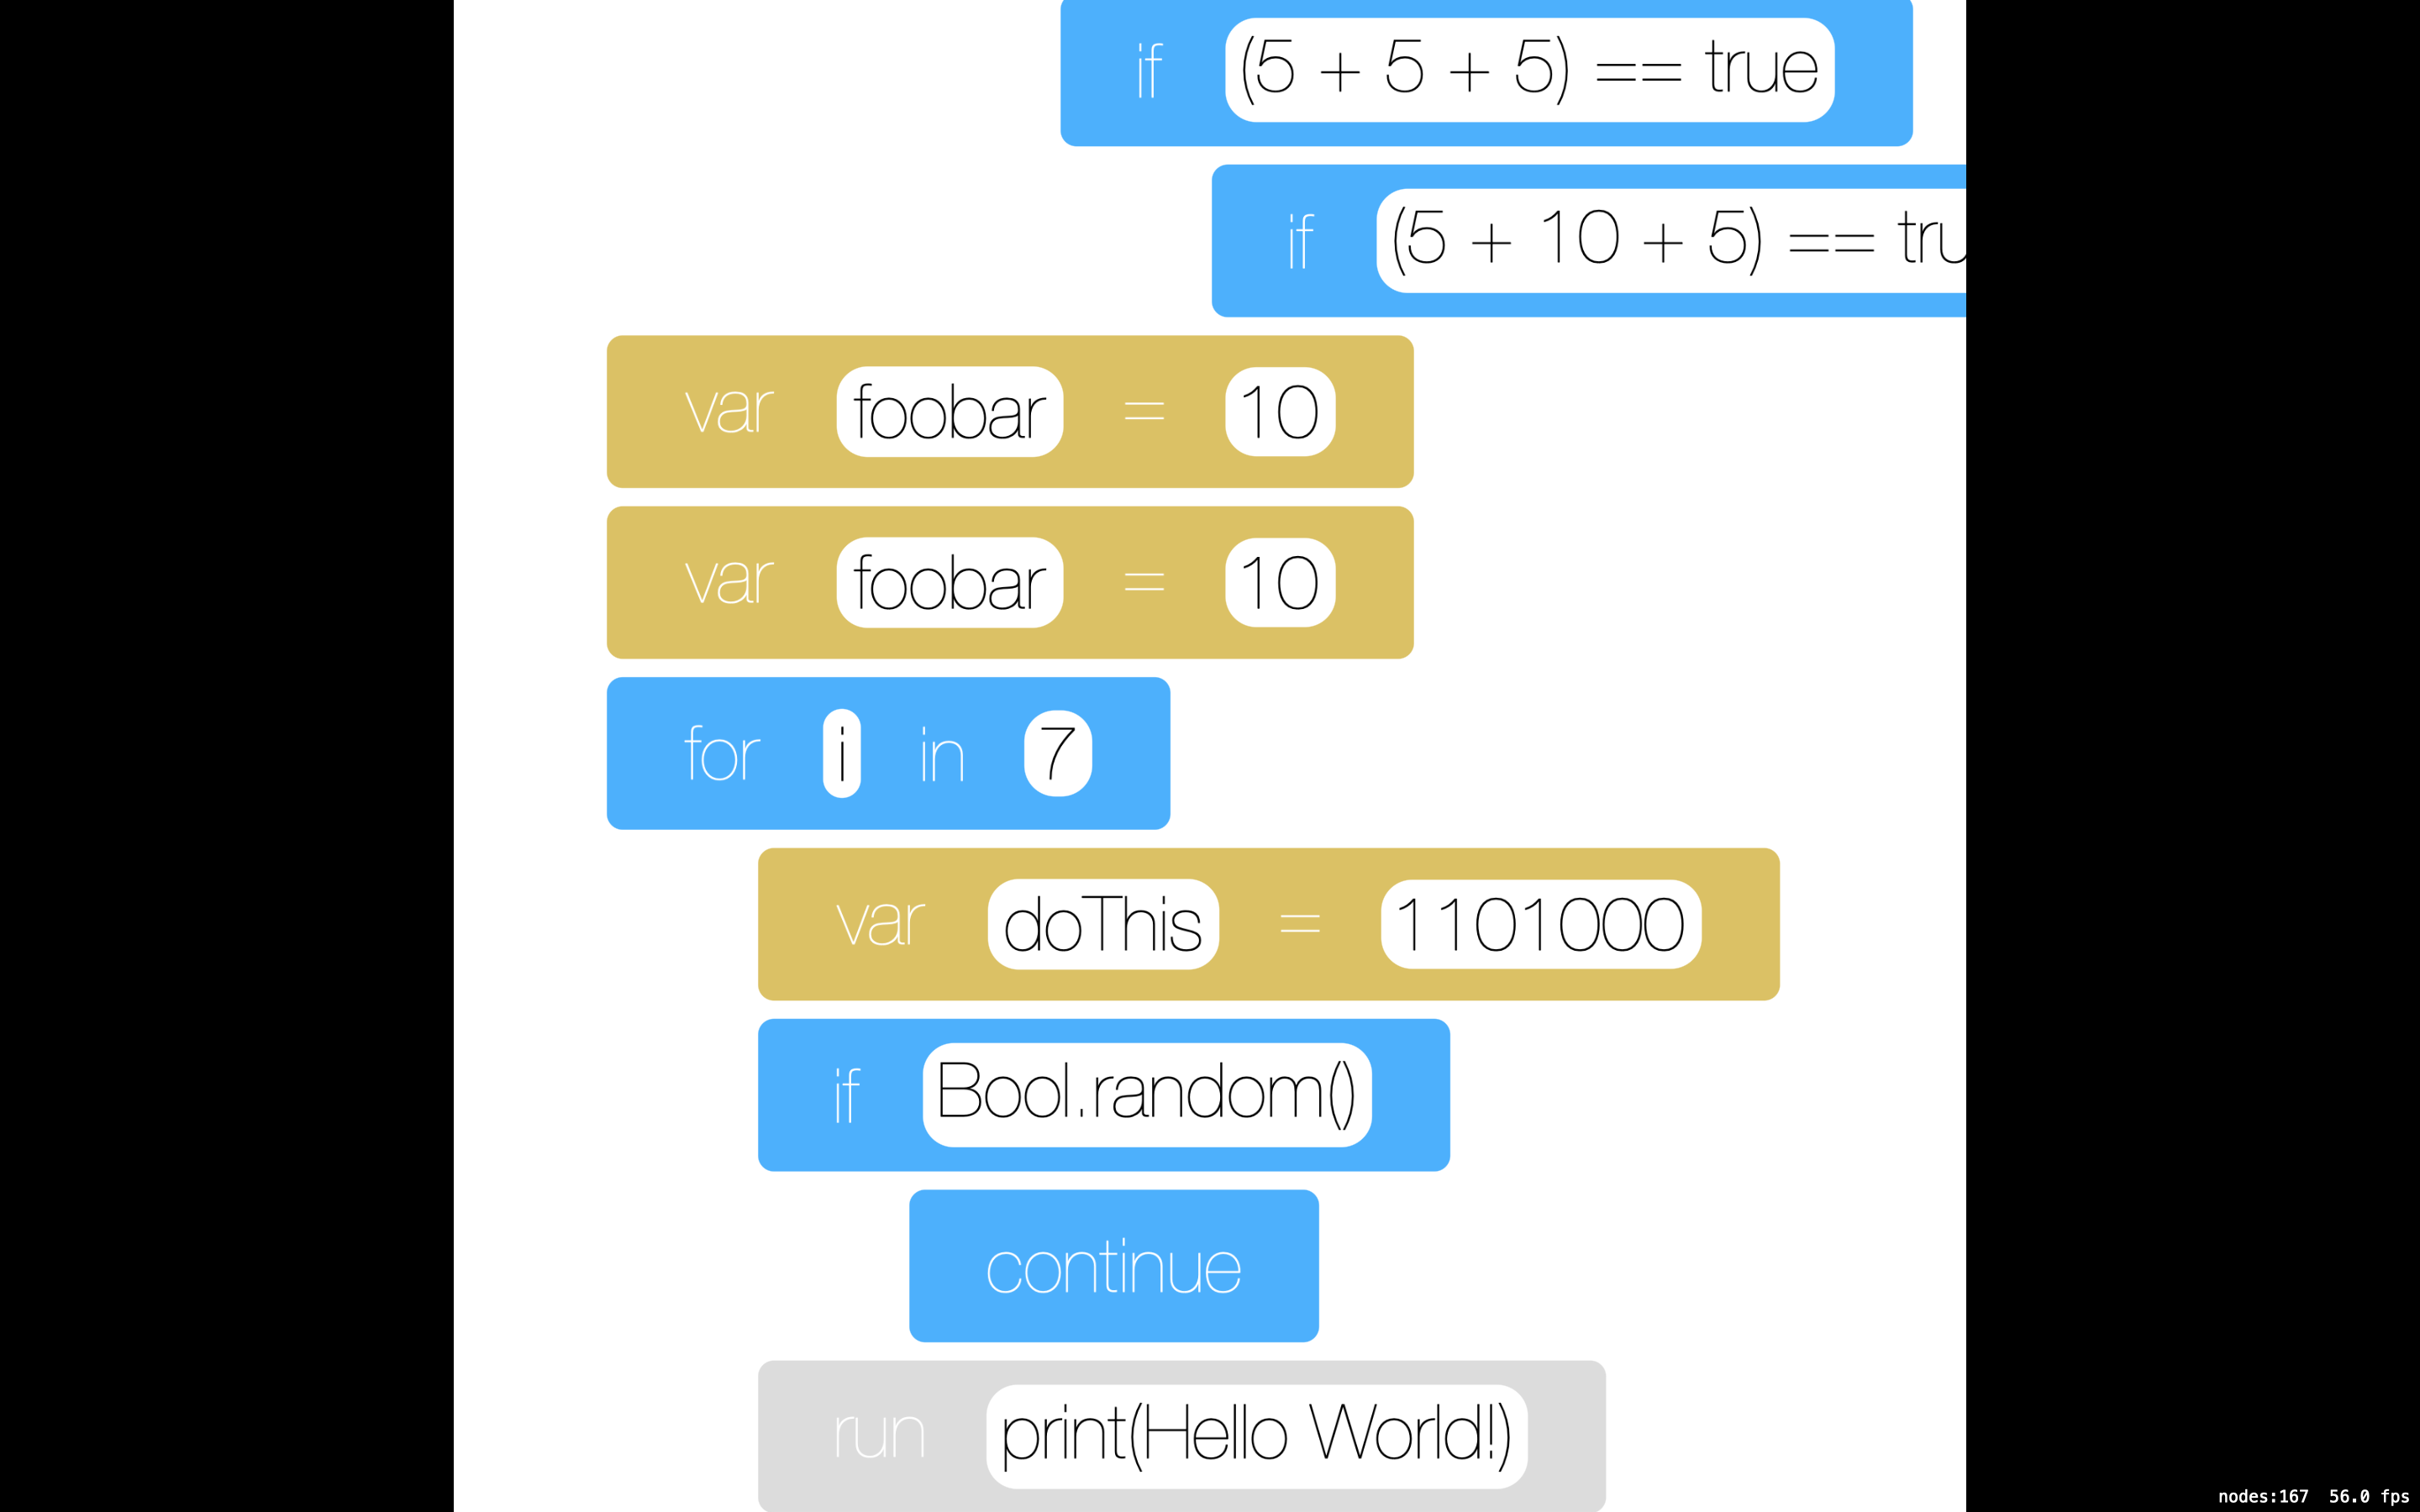 if (5 + 5 + 5) == true
if (5 + 10 + 5) == tru
var foobar = 10
var foobar = 10
for i in 7
var doThis = 1101000
if Bool.random()
continue
run print(Hello World!)
nodes:167 56.0 fps